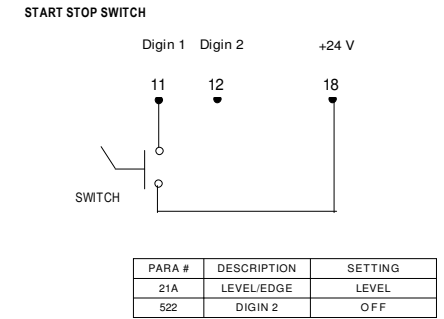 START STOP SWITCH
Digin 1 Digin 2 +24 V
11 12 18
SWITCH
PARA # DESCRIPTION SETTING
21A LEVEL/EDGE LEVEL
522 DIGIN 2 OFF